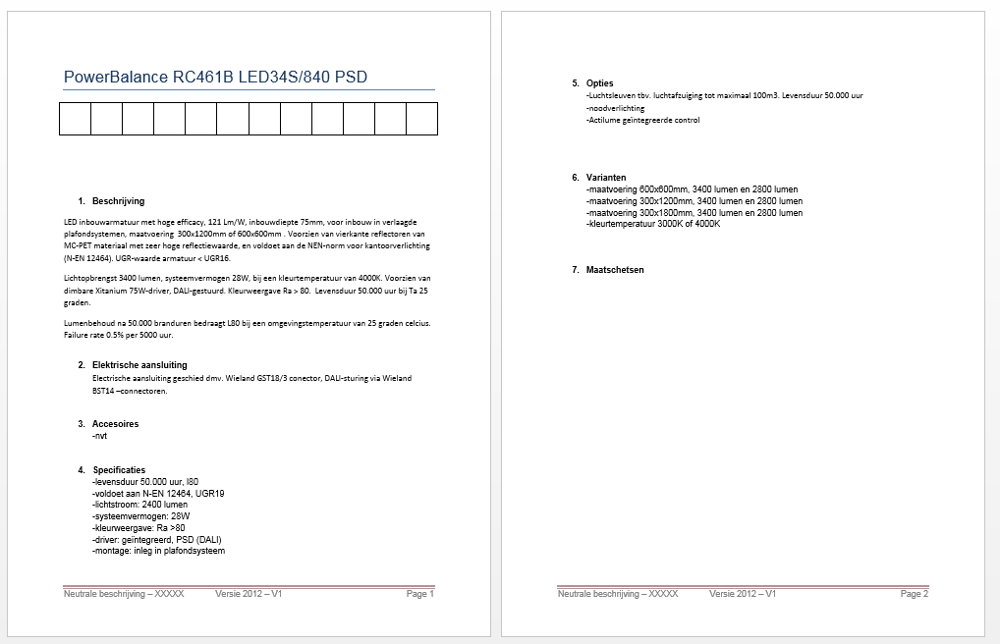 PowerBalance RC461B LED34S/840 PSD
1. Beschrijving
LED inbouwarmatuur met hoge efficacy, 121 Lm/W, inbouwdiepte 75mm, voor inbouw in verlaagde
plafondsystemen, maatvoering 300x1200mm of 600x600mm . Voorzien van vierkante reflectoren van
MC-PET materiaal met zeer hoge reflectiewaarde, en voldoet aan de NEN-norm voor kantoorverlichting
(N-EN 12464). UGR-waarde armatuur < UGR16.
Lichtopbrengst 3400 lumen, systeemvermogen 28W, bij een kleurtemperatuur van 4000K. Voorzien van
dimbare Xitanium 75W-driver, DALI-gestuurd. Kleurweergave Ra > 80. Levensduur 50.000 uur bij Ta 25
graden.
Lumenbehoud na 50.000 branduren bedraagt L80 bij een omgevingstemperatuur van 25 graden celcius.
Failure rate 0.5% per 5000 uur.
2. Elektrische aansluiting
Electrische aansluiting geschied dmv. Wieland GST18/3 conector, DALI-sturing via Wieland
BST14 –connectoren.
3. Accesoires
-nvt
4. Specificaties
-levensduur 50.000 uur, l80
-voldoet aan N-EN 12464, UGR19
-lichtstroom: 2400 lumen
-systeemvermogen: 28W
-kleurweergave: Ra >80
-driver: geïntegreerd, PSD (DALI)
-montage: inleg in plafondsysteem
Neutrale beschrijving – XXXXX Versie 2012 – V1 Page 1
5. Opties
-Luchtsleuven tbv. luchtafzuiging tot maximaal 100m3. Levensduur 50.000 uur
-noodverlichting
-Actilume geïntegreerde control
6. Varianten
-maatvoering 600x600mm, 3400 lumen en 2800 lumen
-maatvoering 300x1200mm, 3400 lumen en 2800 lumen
-maatvoering 300x1800mm, 3400 lumen en 2800 lumen
-kleurtemperatuur 3000K of 4000K
7. Maatschetsen
Neutrale beschrijving – XXXXX Versie 2012 – V1 Page 2